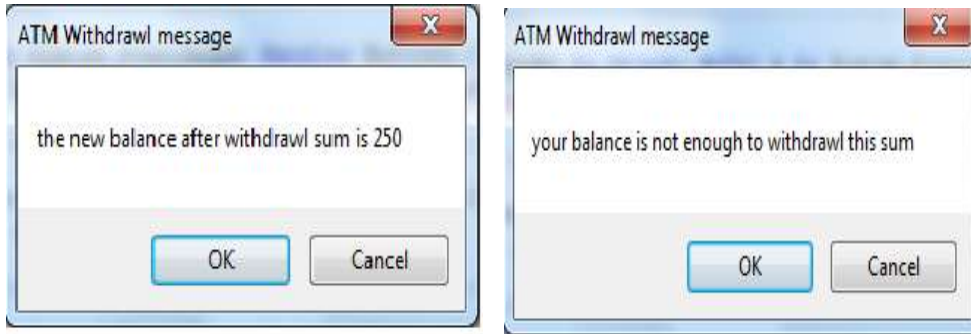 ATM Withdrawl message
the new balance after withdrawl sum is 250
OK Cancel
ATM Withdrawl message
your balance is not enough to withdrawl this sum
OK Cancel